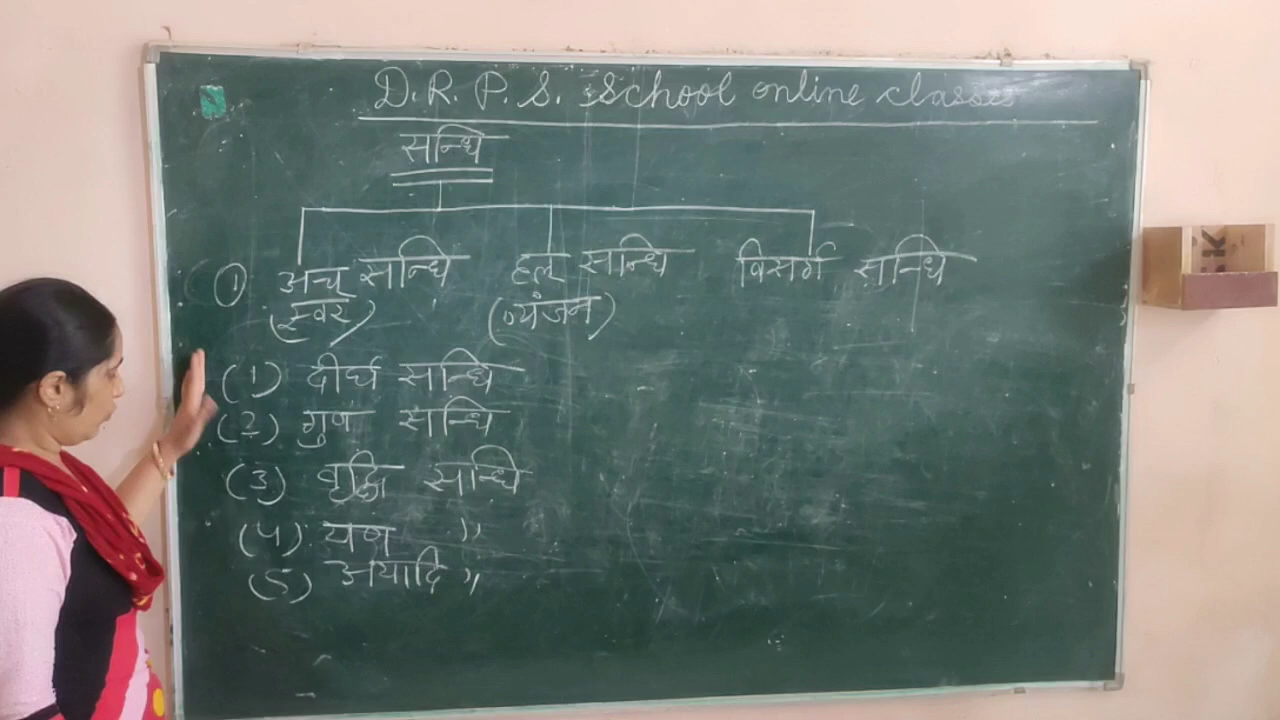 D. R. P. S. School online classes
सन्धि
① अच् सन्धि हल् सन्धि विसर्ग सन्धि
(स्वर) (व्यंजन)
(1) दीर्घ सन्धि
(2) गुण सन्धि
(3) वृद्धि सन्धि
(4) यण ,,
(5) अयादि ,,